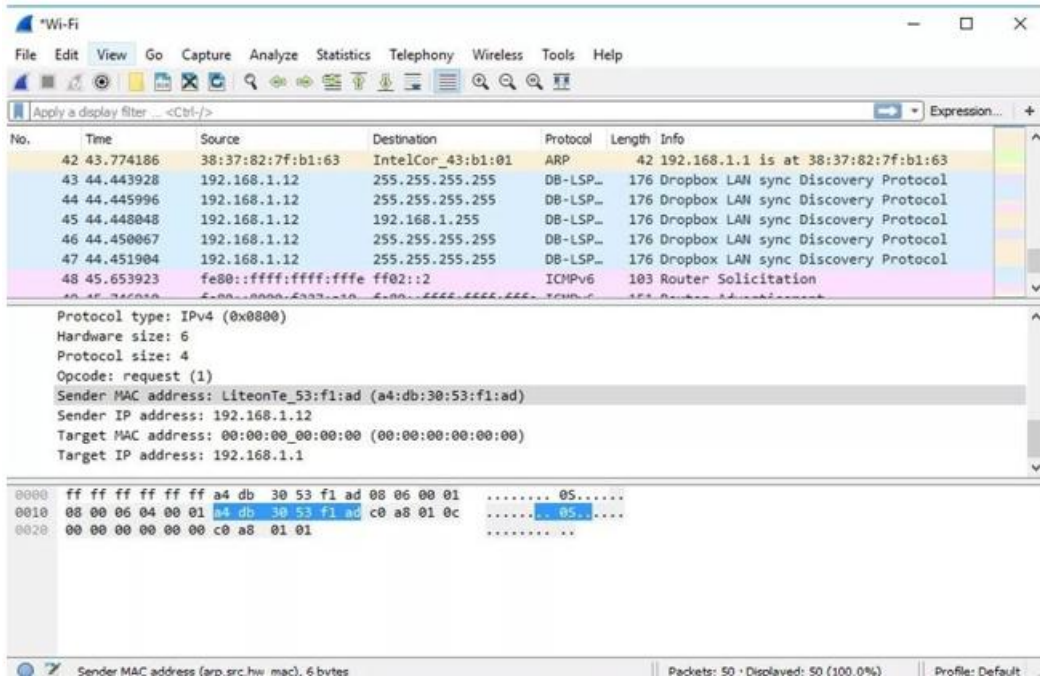 *Wi-Fi
File Edit View Go Capture Analyze Statistics Telephony Wireless Tools Help
Apply a display filter ... <Ctrl-/> Expression... +
No. Time Source Destination Protocol Length Info
42 43.774186 38:37:82:7f:b1:63 IntelCor_43:b1:01 ARP 42 192.168.1.1 is at 38:37:82:7f:b1:63
43 44.443928 192.168.1.12 255.255.255.255 DB-LSP… 176 Dropbox LAN sync Discovery Protocol
44 44.445996 192.168.1.12 255.255.255.255 DB-LSP… 176 Dropbox LAN sync Discovery Protocol
45 44.448048 192.168.1.12 192.168.1.255 DB-LSP… 176 Dropbox LAN sync Discovery Protocol
46 44.450067 192.168.1.12 255.255.255.255 DB-LSP… 176 Dropbox LAN sync Discovery Protocol
47 44.451904 192.168.1.12 255.255.255.255 DB-LSP… 176 Dropbox LAN sync Discovery Protocol
48 45.653923 fe80::ffff:ffff:fffe ff02::2 ICMPv6 103 Router Solicitation
Protocol type: IPv4 (0x0800)
Hardware size: 6
Protocol size: 4
Opcode: request (1)
Sender MAC address: LiteonTe_53:f1:ad (a4:db:30:53:f1:ad)
Sender IP address: 192.168.1.12
Target MAC address: 00:00:00_00:00:00 (00:00:00:00:00:00)
Target IP address: 192.168.1.1
0000 ff ff ff ff ff ff a4 db 30 53 f1 ad 08 06 00 01 ........ 0S......
0010 08 00 06 04 00 01 a4 db 30 53 f1 ad c0 a8 01 0c ........ 0S......
0020 00 00 00 00 00 00 c0 a8 01 01 ........ ..
Sender MAC address (arp.src.hw_mac), 6 bytes Packets: 50 · Displayed: 50 (100.0%) Profile: Default